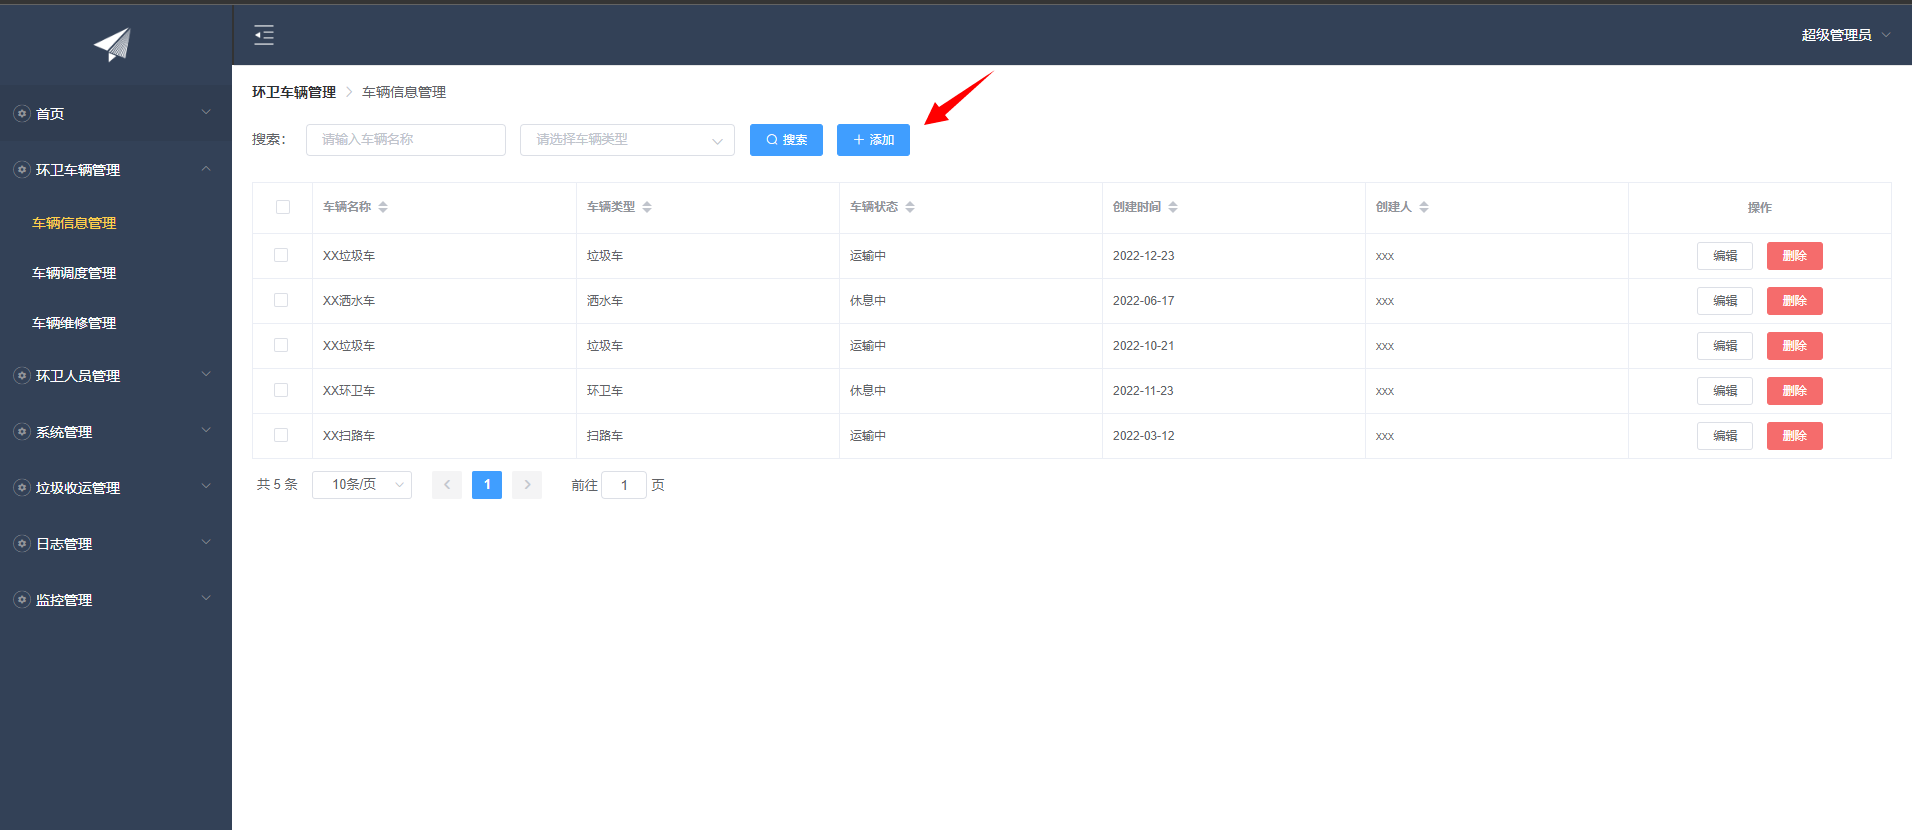 超级管理员
首页
环卫车辆管理
车辆信息管理
车辆调度管理
车辆维修管理
环卫人员管理
系统管理
垃圾收运管理
日志管理
监控管理
环卫车辆管理 > 车辆信息管理
搜索: 请输入车辆名称 请选择车辆类型 搜索 + 添加
车辆名称 车辆类型 车辆状态 创建时间 创建人 操作
XX垃圾车 垃圾车 运输中 2022-12-23 xxx 编辑 删除
XX洒水车 洒水车 休息中 2022-06-17 xxx 编辑 删除
XX垃圾车 垃圾车 运输中 2022-10-21 xxx 编辑 删除
XX环卫车 环卫车 休息中 2022-11-23 xxx 编辑 删除
XX扫路车 扫路车 运输中 2022-03-12 xxx 编辑 删除
共 5 条 10条/页 < 1 > 前往 1 页